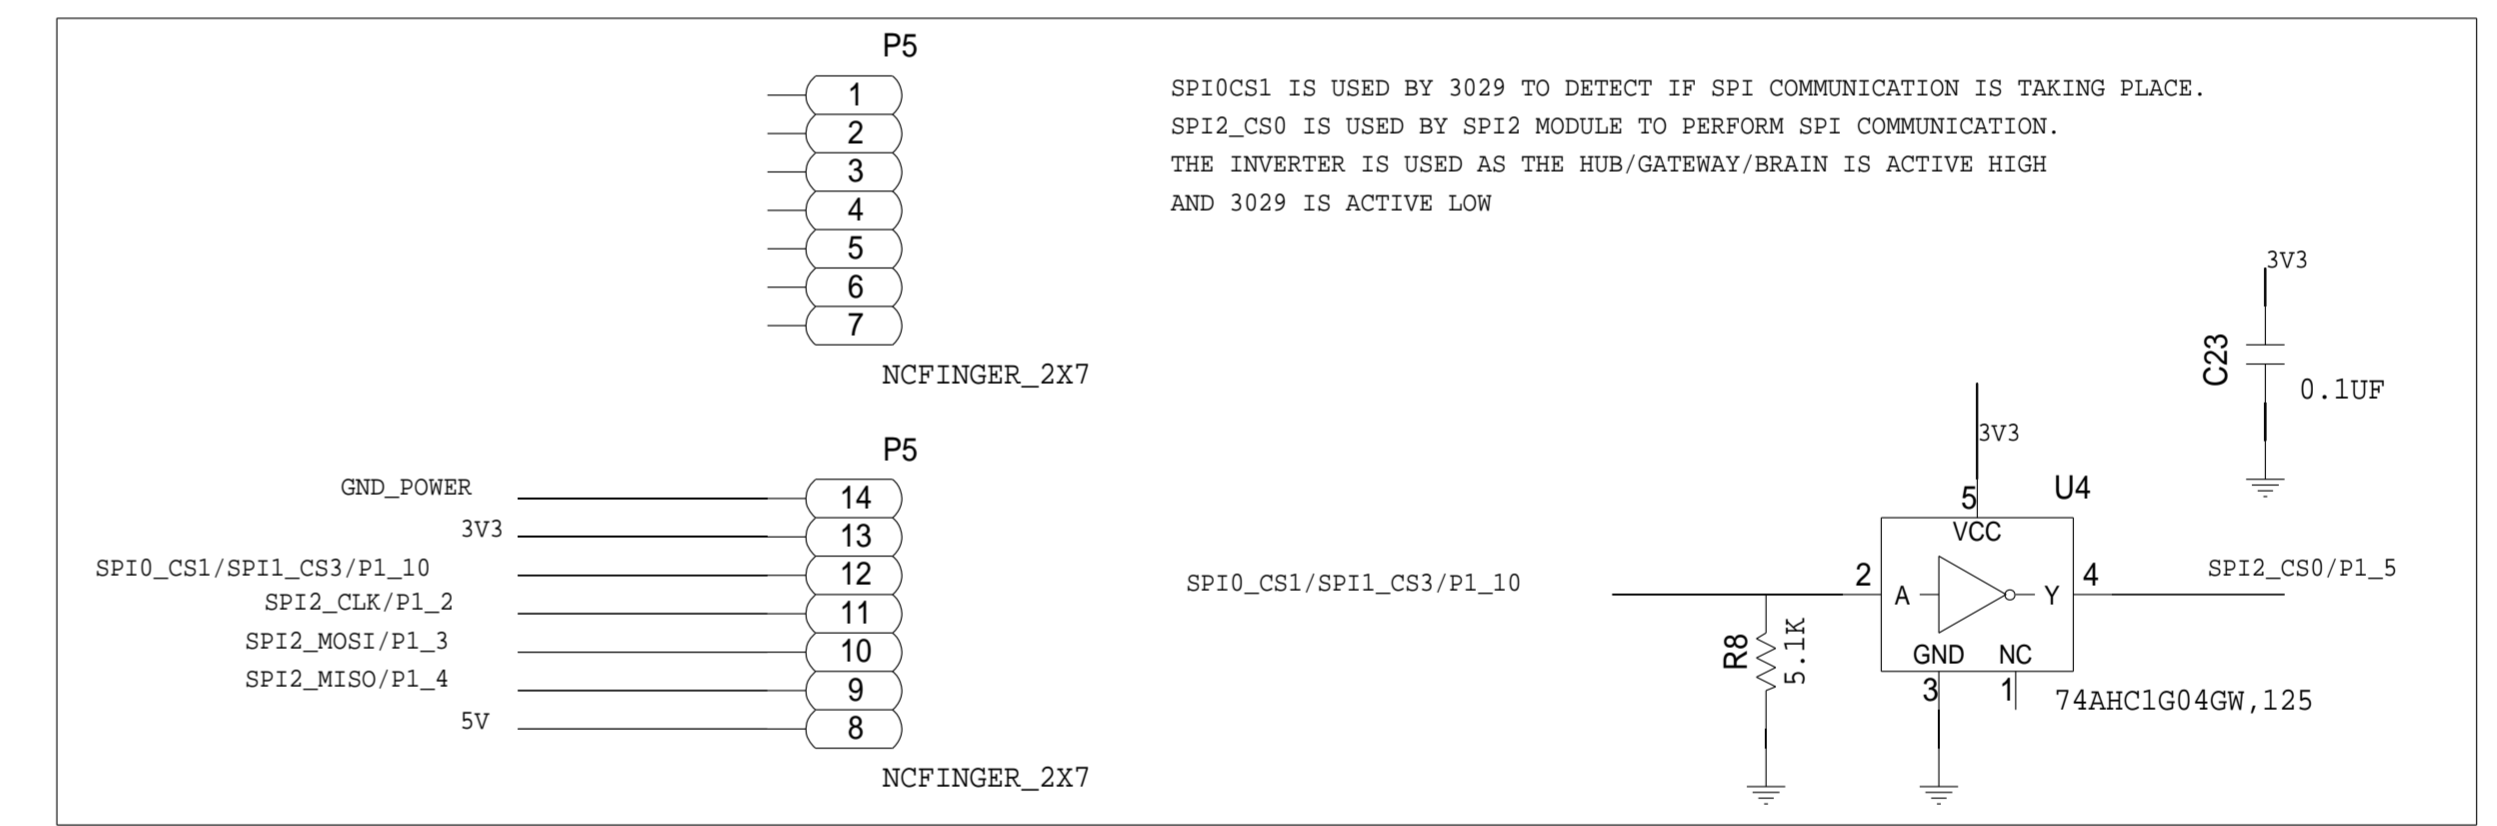 P5
1
2
3
4
5
6
7
NCFINGER_2X7
SPI0CS1 IS USED BY 3029 TO DETECT IF SPI COMMUNICATION IS TAKING PLACE.
SPI2_CS0 IS USED BY SPI2 MODULE TO PERFORM SPI COMMUNICATION.
THE INVERTER IS USED AS THE HUB/GATEWAY/BRAIN IS ACTIVE HIGH
AND 3029 IS ACTIVE LOW
P5
GND_POWER 14
3V3 13
SPI0_CS1/SPI1_CS3/P1_10 12
SPI2_CLK/P1_2 11
SPI2_MOSI/P1_3 10
SPI2_MISO/P1_4 9
5V 8
NCFINGER_2X7
3V3
C23
0.1UF
3V3
5
U4
VCC
SPI0_CS1/SPI1_CS3/P1_10
2
A
Y
4
SPI2_CS0/P1_5
R8
5.1K
GND
NC
3
1
74AHC1G04GW,125